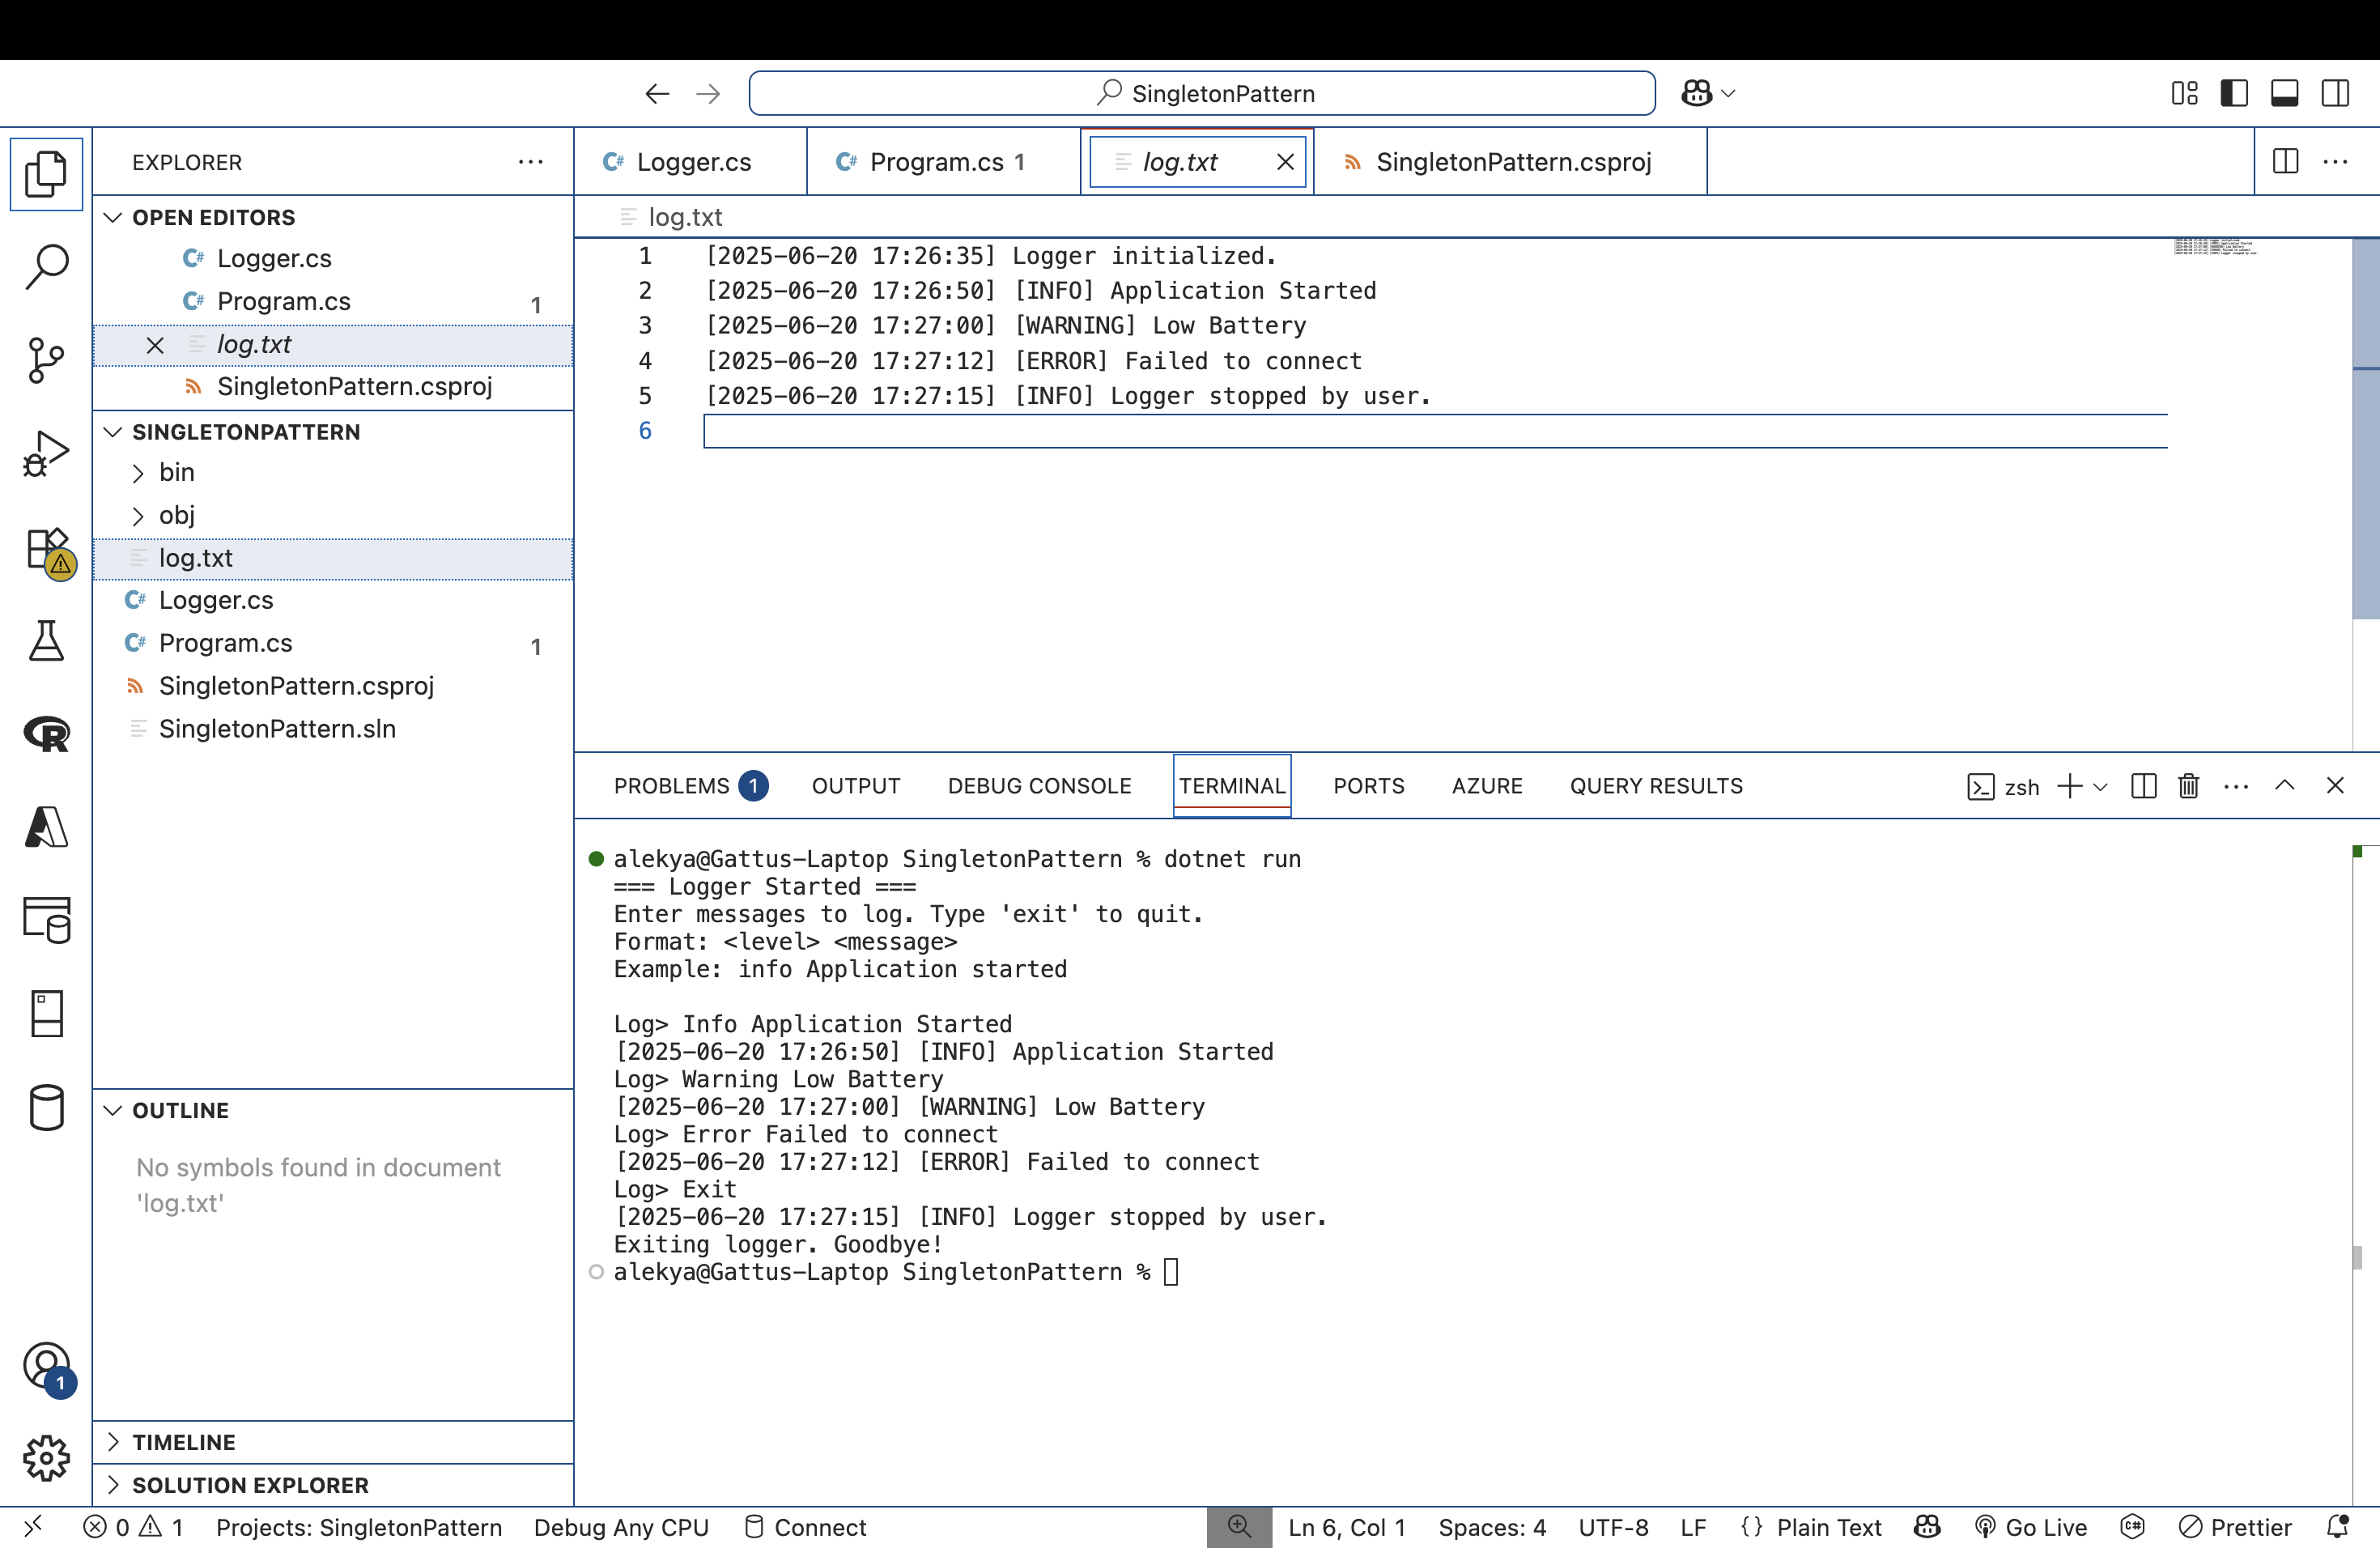 SingletonPattern
EXPLORER
OPEN EDITORS
Logger.cs
Program.cs 1
log.txt
SingletonPattern.csproj
SINGLETONPATTERN
bin
obj
log.txt
Logger.cs
Program.cs 1
SingletonPattern.csproj
SingletonPattern.sln
OUTLINE
No symbols found in document
'log.txt'
TIMELINE
SOLUTION EXPLORER
1
Logger.cs Program.cs 1 log.txt SingletonPattern.csproj
log.txt
1 [2025-06-20 17:26:35] Logger initialized.
2 [2025-06-20 17:26:50] [INFO] Application Started
3 [2025-06-20 17:27:00] [WARNING] Low Battery
4 [2025-06-20 17:27:12] [ERROR] Failed to connect
5 [2025-06-20 17:27:15] [INFO] Logger stopped by user.
6
PROBLEMS 1 OUTPUT DEBUG CONSOLE TERMINAL PORTS AZURE QUERY RESULTS zsh
alekya@Gattus-Laptop SingletonPattern % dotnet run
=== Logger Started ===
Enter messages to log. Type 'exit' to quit.
Format: <level> <message>
Example: info Application started
Log> Info Application Started
[2025-06-20 17:26:50] [INFO] Application Started
Log> Warning Low Battery
[2025-06-20 17:27:00] [WARNING] Low Battery
Log> Error Failed to connect
[2025-06-20 17:27:12] [ERROR] Failed to connect
Log> Exit
[2025-06-20 17:27:15] [INFO] Logger stopped by user.
Exiting logger. Goodbye!
alekya@Gattus-Laptop SingletonPattern %
0 1 Projects: SingletonPattern Debug Any CPU Connect Ln 6, Col 1 Spaces: 4 UTF-8 LF {} Plain Text Go Live Prettier